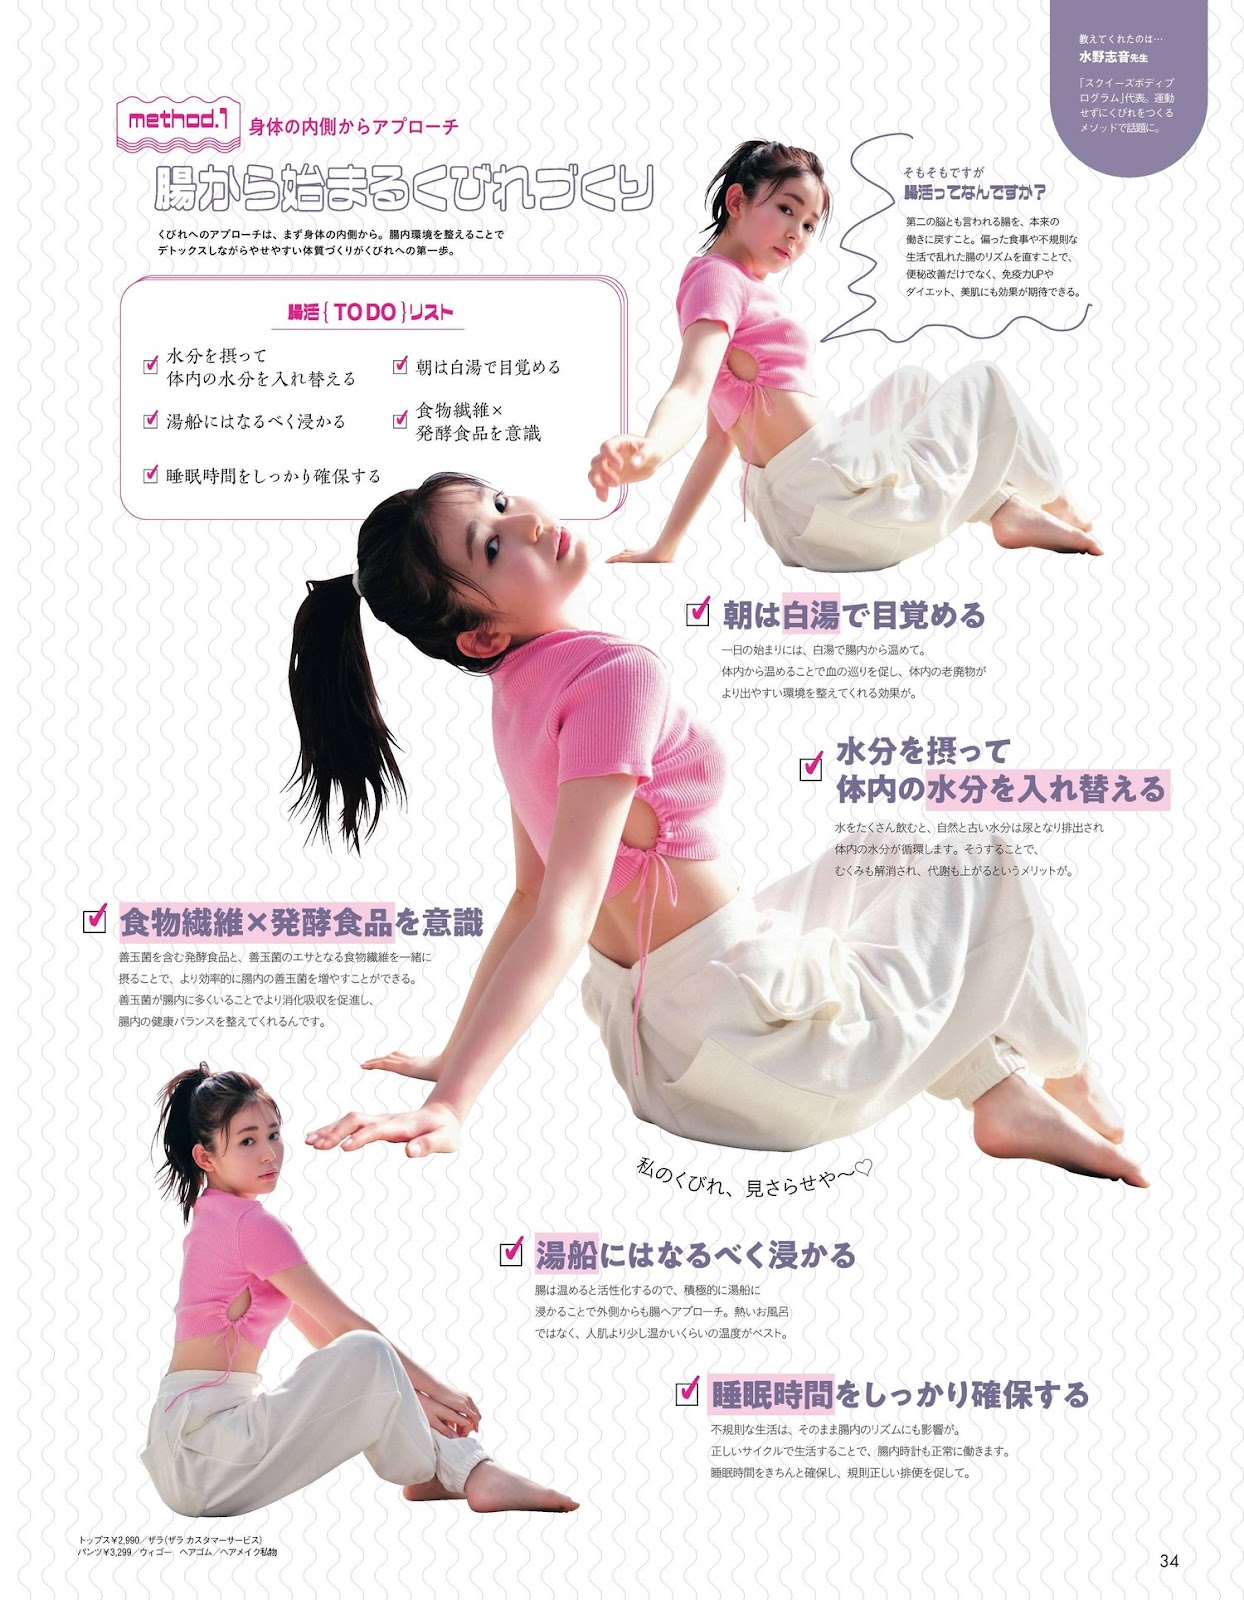 教えてくれたのは…
水野志音先生
「スクイーズボディプ
ログラム」代表。運動
せずにくびれをつくる
メソッドで話題に。
method.1 身体の内側からアプローチ
腸から始まるくびれづくり
くびれへのアプローチは、まず身体の内側から。腸内環境を整えることで
デトックスしながらやせやすい体質づくりがくびれへの第一歩。
腸活{TO DO}リスト
水分を摂って
体内の水分を入れ替える
朝は白湯で目覚める
湯船にはなるべく浸かる
食物繊維×
発酵食品を意識
睡眠時間をしっかり確保する
そもそもですが
腸活ってなんですか?
第二の脳とも言われる腸を、本来の
働きに戻すこと。偏った食事や不規則な
生活で乱れた腸のリズムを直すことで、
便秘改善だけでなく、免疫力UPや
ダイエット、美肌にも効果が期待できる。
朝は白湯で目覚める
一日の始まりには、白湯で腸内から温めて。
体内から温めることで血の巡りを促し、体内の老廃物が
より出やすい環境を整えてくれる効果が。
水分を摂って
体内の水分を入れ替える
水をたくさん飲むと、自然と古い水分は尿となり排出され
体内の水分が循環します。そうすることで、
むくみも解消され、代謝も上がるというメリットが。
食物繊維×発酵食品を意識
善玉菌を含む発酵食品と、善玉菌のエサとなる食物繊維を一緒に
摂ることで、より効率的に腸内の善玉菌を増やすことができる。
善玉菌が腸内に多くいることでより消化吸収を促進し、
腸内の健康バランスを整えてくれるんです。
私のくびれ、見さらせや〜♡
湯船にはなるべく浸かる
腸は温めると活性化するので、積極的に湯船に
浸かることで外側からも腸へアプローチ。熱いお風呂
ではなく、人肌より少し温かいくらいの温度がベスト。
睡眠時間をしっかり確保する
不規則な生活は、そのまま腸内のリズムにも影響が。
正しいサイクルで生活することで、腸内時計も正常に働きます。
睡眠時間をきちんと確保し、規則正しい排便を促して。
トップス¥2,990/ザラ(ザラ カスタマーサービス)
パンツ¥3,299/ウィゴー ヘアゴム/ヘアメイク私物
34